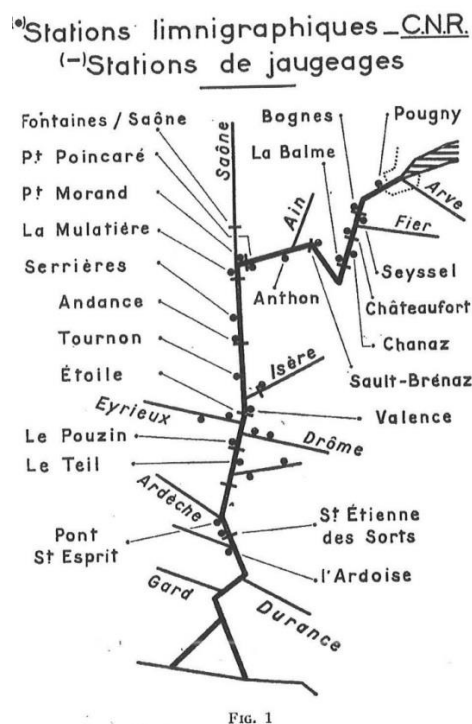 (•)Stations limnigraphiques _ C.N.R.
(−)Stations de jaugeages
Fontaines / Saône
Pt Poincaré
Pt Morand
La Mulatière
Serrières
Andance
Tournon
Étoile
Eyrieux
Le Pouzin
Le Teil
Ardèche
Pont
St Esprit
Gard
Saône
Ain
Anthon
Isère
Drôme
Durance
Bognes
Pougny
La Balme
Arve
Fier
Seyssel
Châteaufort
Chanaz
Sault-Brénaz
Valence
St Étienne
des Sorts
l'Ardoise
Fig. 1